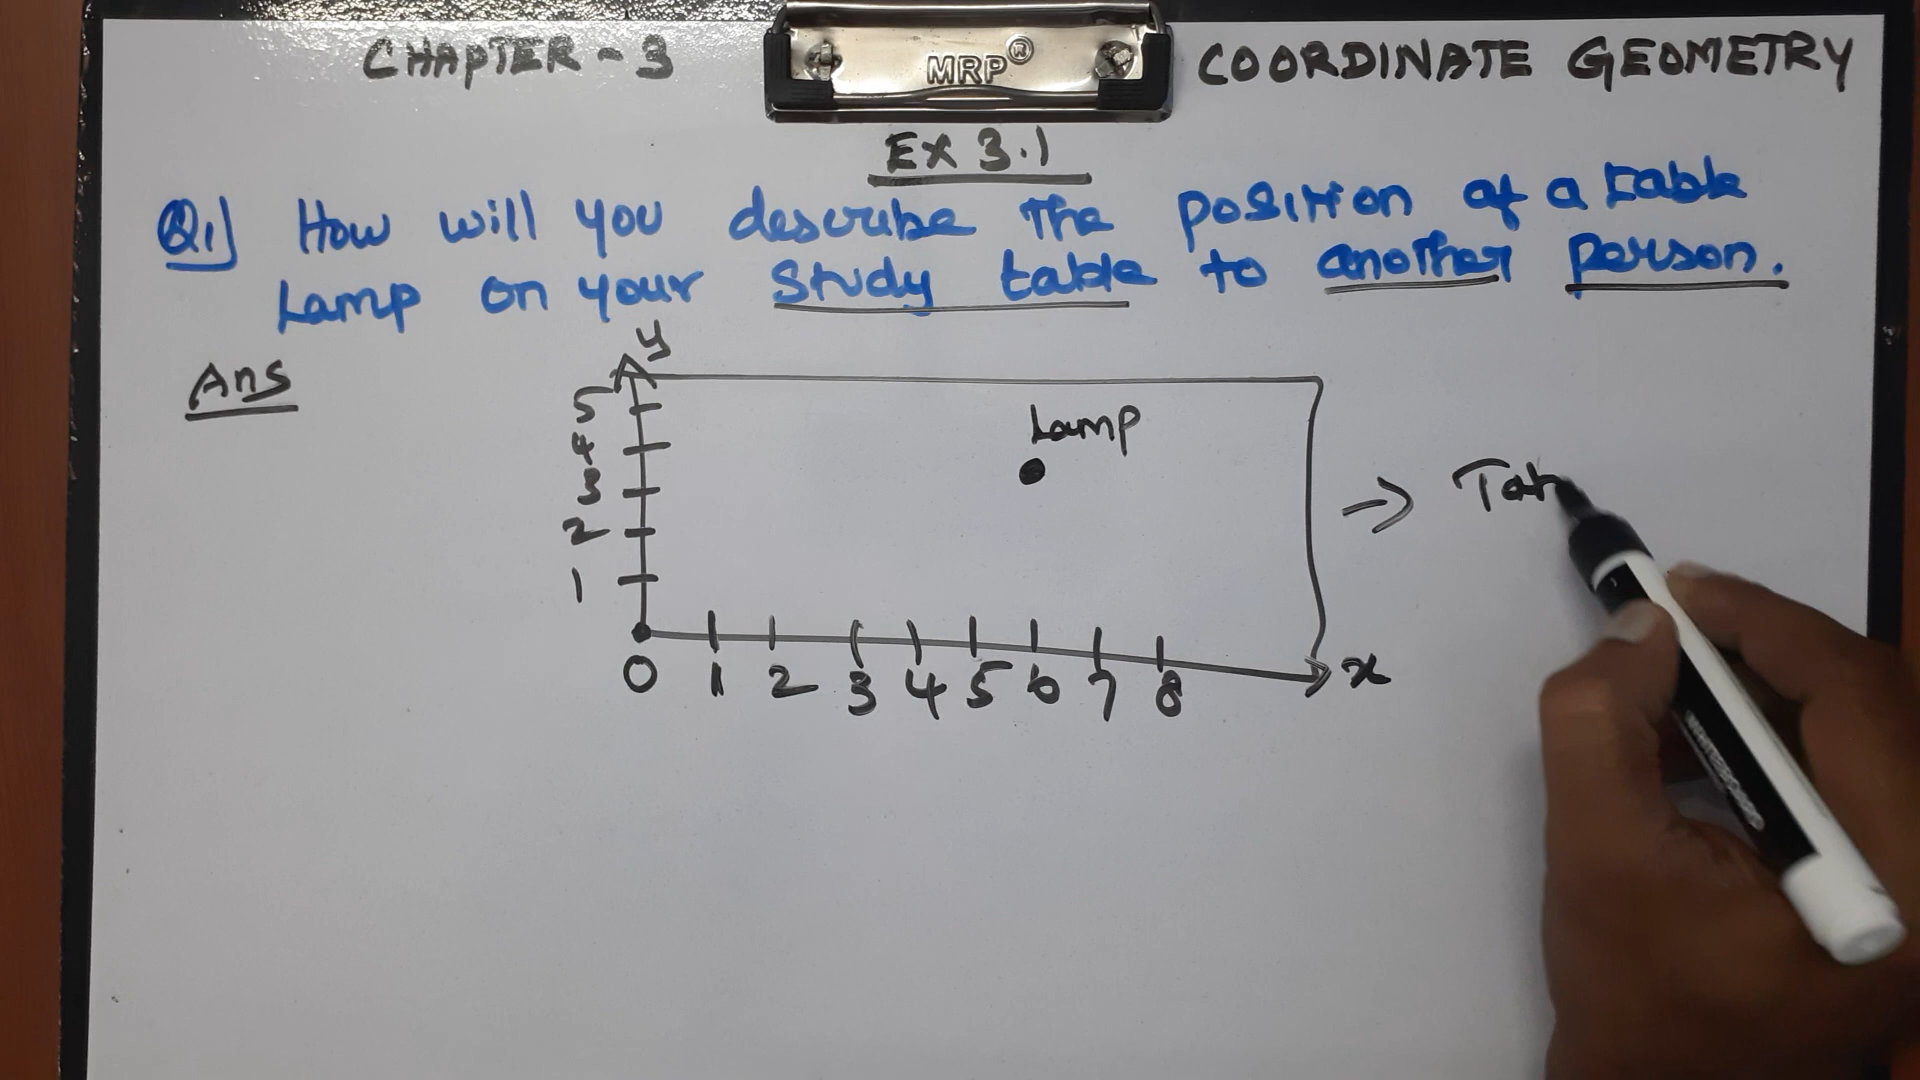 CHAPTER - 3 MRP® COORDINATE GEOMETRY
EX 3.1
Q1] How will you describe the position of a table
Lamp on your study table to another person.
Ans
y
5
4
3
2
1
Lamp
→ Tab
0 1 2 3 4 5 6 7 8 x